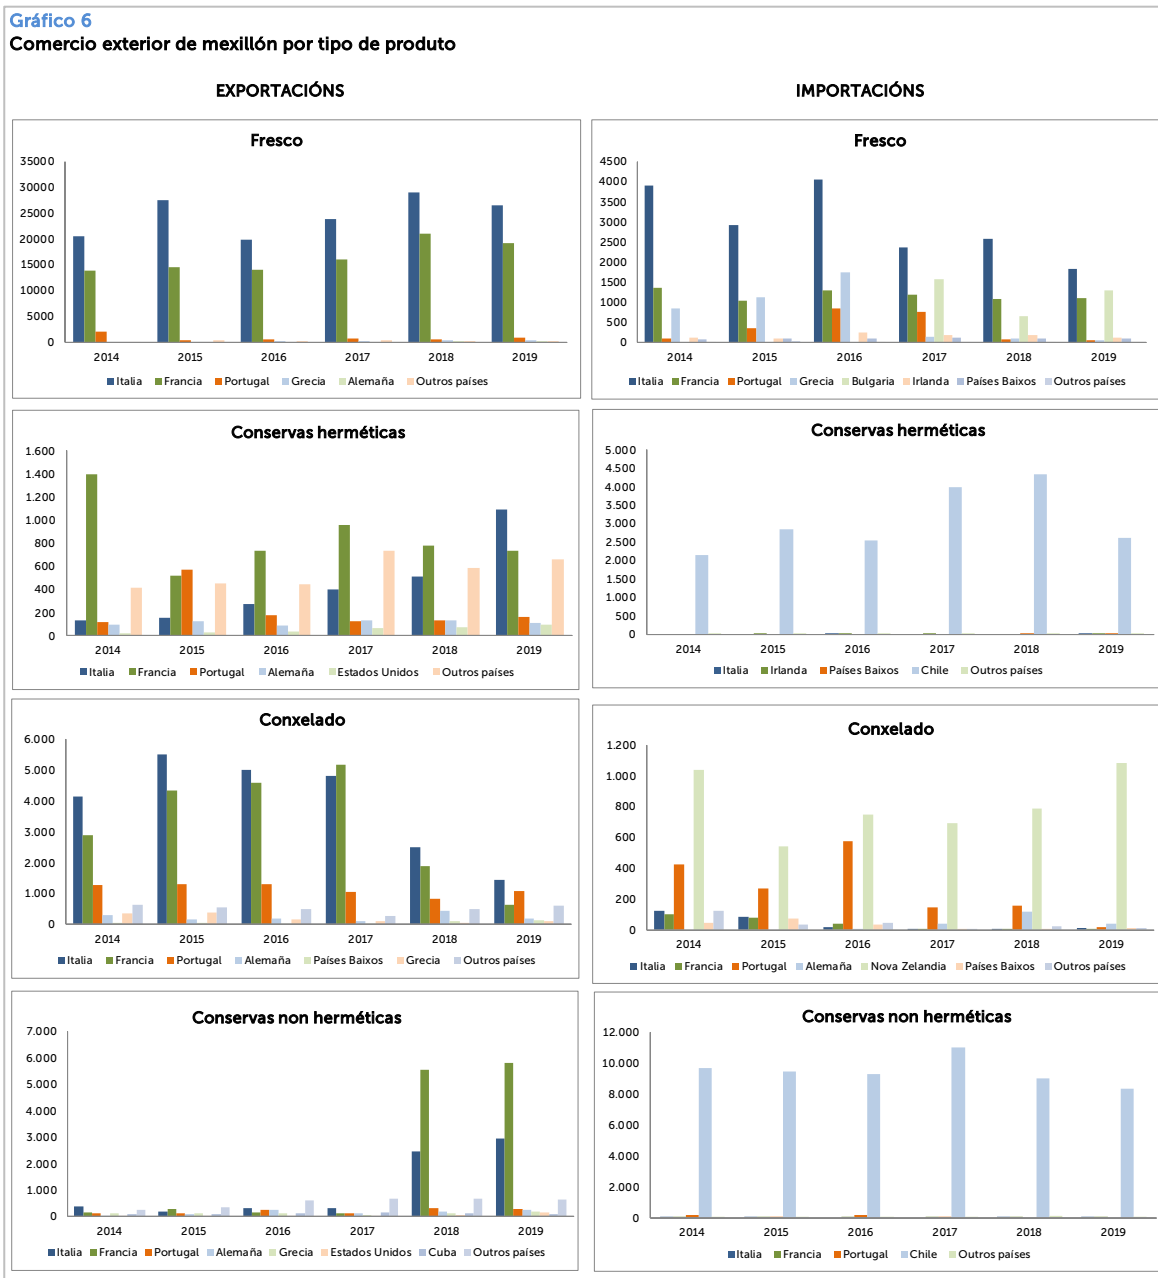 Gráfico 6
Comercio exterior de mexillón por tipo de produto
EXPORTACIÓNS
IMPORTACIÓNS
Fresco
35000
30000
25000
20000
15000
10000
5000
0
2014 2015 2016 2017 2018 2019
Italia Francia Portugal Grecia Alemaña Outros países
Fresco
4500
4000
3500
3000
2500
2000
1500
1000
500
0
2014 2015 2016 2017 2018 2019
Italia Francia Portugal Grecia Bulgaria Irlanda Países Baixos Outros países
Conservas herméticas
1.600
1.400
1.200
1.000
800
600
400
200
0
2014 2015 2016 2017 2018 2019
Italia Francia Portugal Alemaña Estados Unidos Outros países
Conservas herméticas
5.000
4.500
4.000
3.500
3.000
2.500
2.000
1.500
1.000
500
0
2014 2015 2016 2017 2018 2019
Italia Irlanda Países Baixos Chile Outros países
Conxelado
6.000
5.000
4.000
3.000
2.000
1.000
0
2014 2015 2016 2017 2018 2019
Italia Francia Portugal Alemaña Países Baixos Grecia Outros países
Conxelado
1.200
1.000
800
600
400
200
0
2014 2015 2016 2017 2018 2019
Italia Francia Portugal Alemaña Nova Zelandia Países Baixos Outros países
Conservas non herméticas
7.000
6.000
5.000
4.000
3.000
2.000
1.000
0
2014 2015 2016 2017 2018 2019
Italia Francia Portugal Alemaña Grecia Estados Unidos Cuba Outros países
Conservas non herméticas
12.000
10.000
8.000
6.000
4.000
2.000
0
2014 2015 2016 2017 2018 2019
Italia Francia Portugal Chile Outros países